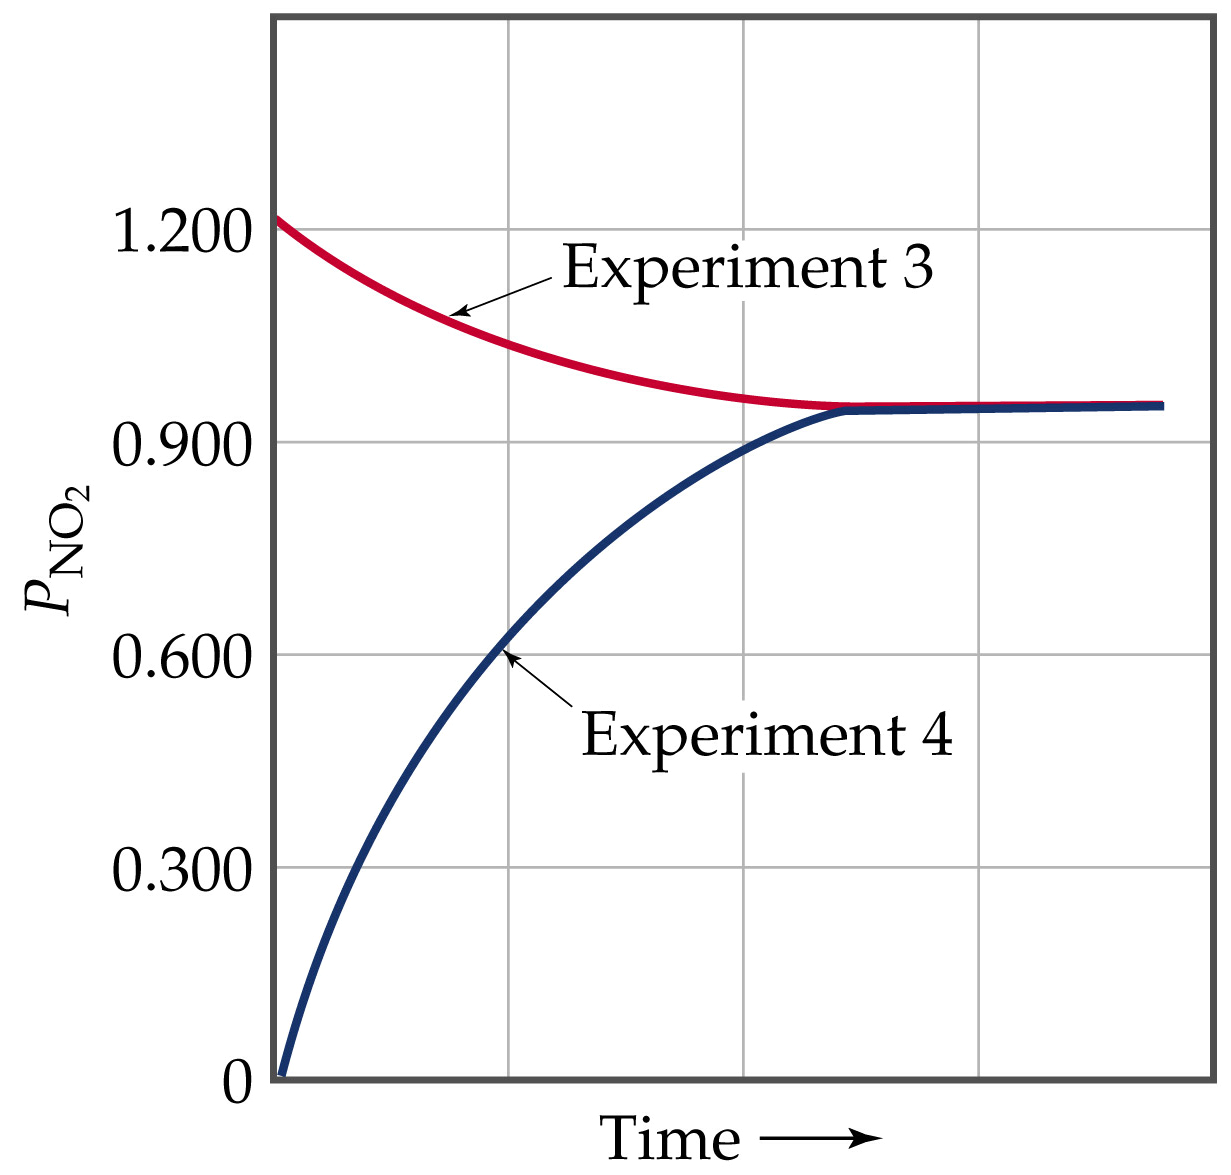 1.200
Experiment 3
0.900
P_NO₂
0.600
Experiment 4
0.300
0
Time